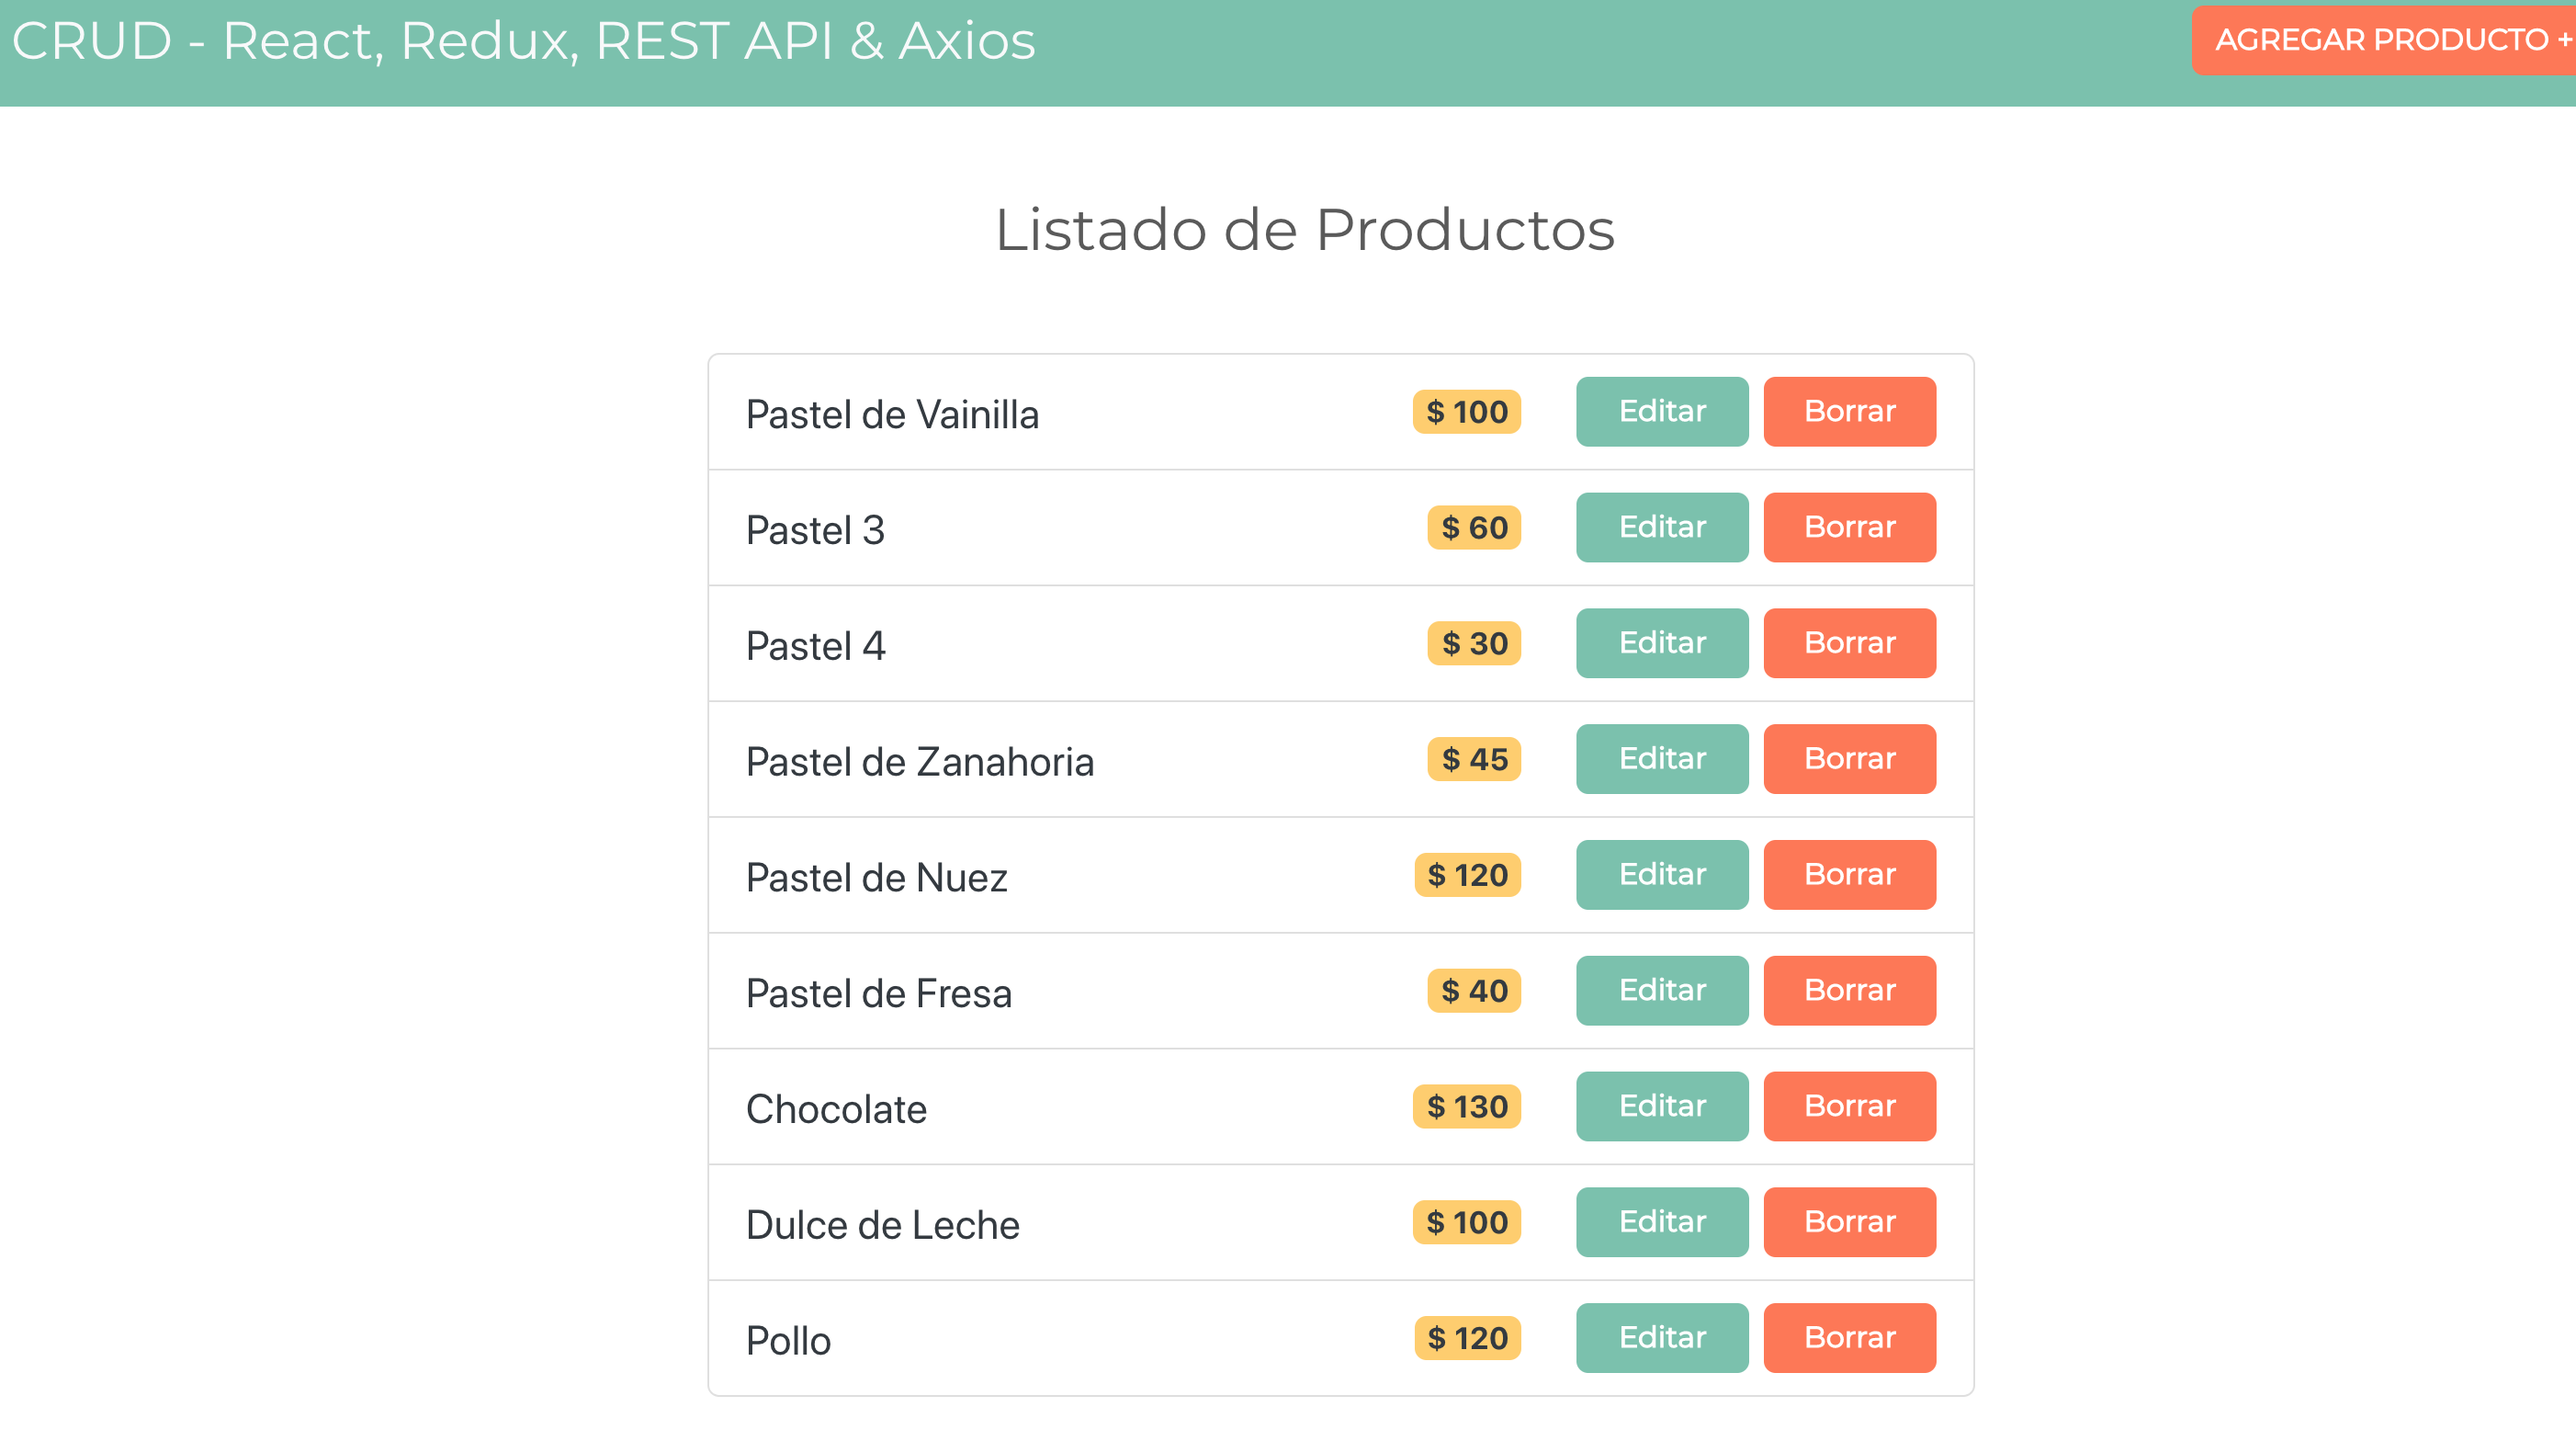 CRUD - React, Redux, REST API & Axios AGREGAR PRODUCTO +
Listado de Productos
Pastel de Vainilla $ 100 Editar Borrar
Pastel 3 $ 60 Editar Borrar
Pastel 4 $ 30 Editar Borrar
Pastel de Zanahoria $ 45 Editar Borrar
Pastel de Nuez $ 120 Editar Borrar
Pastel de Fresa $ 40 Editar Borrar
Chocolate $ 130 Editar Borrar
Dulce de Leche $ 100 Editar Borrar
Pollo $ 120 Editar Borrar